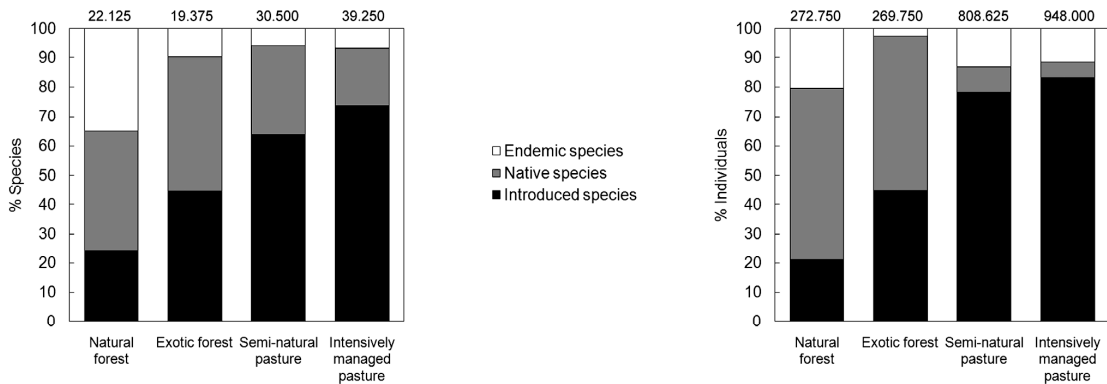 22.125 19.375 30.500 39.250
% Species
100
90
80
70
60
50
40
30
20
10
0
Natural forest
Exotic forest
Semi-natural pasture
Intensively managed pasture
Endemic species
Native species
Introduced species
272.750 269.750 808.625 948.000
% Individuals
100
90
80
70
60
50
40
30
20
10
0
Natural forest
Exotic forest
Semi-natural pasture
Intensively managed pasture